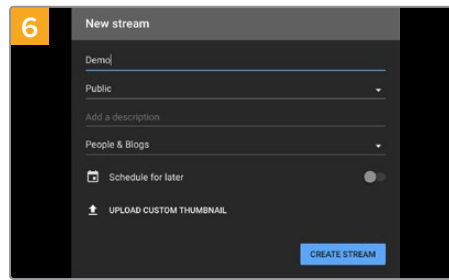 6
New stream
Demo
Public
Add a description
People & Blogs
Schedule for later
UPLOAD CUSTOM THUMBNAIL
CREATE STREAM